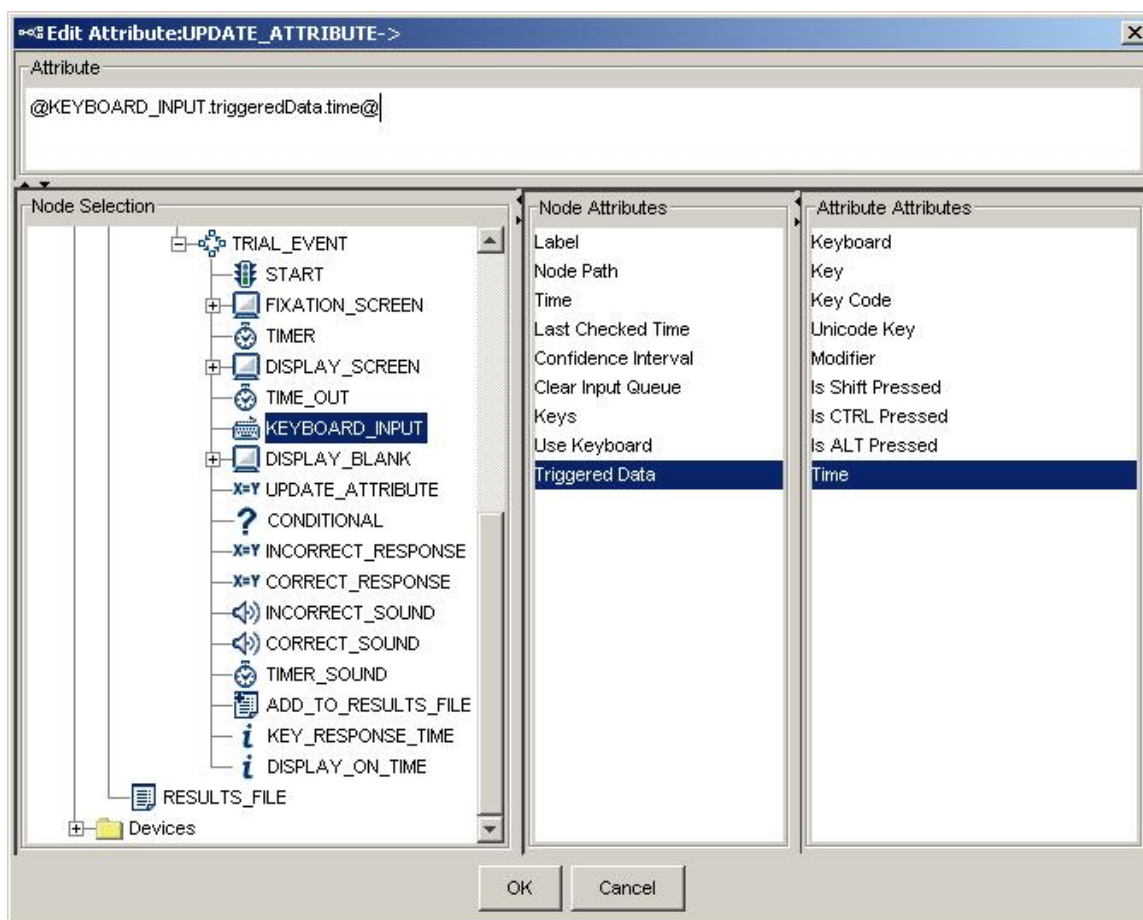 Edit Attribute:UPDATE_ATTRIBUTE->
Attribute
@KEYBOARD_INPUT.triggeredData.time@
Node Selection
TRIAL_EVENT
START
FIXATION_SCREEN
TIMER
DISPLAY_SCREEN
TIME_OUT
KEYBOARD_INPUT
DISPLAY_BLANK
X=Y UPDATE_ATTRIBUTE
? CONDITIONAL
X=Y INCORRECT_RESPONSE
X=Y CORRECT_RESPONSE
INCORRECT_SOUND
CORRECT_SOUND
TIMER_SOUND
ADD_TO_RESULTS_FILE
i KEY_RESPONSE_TIME
i DISPLAY_ON_TIME
RESULTS_FILE
Devices
Node Attributes
Label
Node Path
Time
Last Checked Time
Confidence Interval
Clear Input Queue
Keys
Use Keyboard
Triggered Data
Attribute Attributes
Keyboard
Key
Key Code
Unicode Key
Modifier
Is Shift Pressed
Is CTRL Pressed
Is ALT Pressed
Time
OK
Cancel